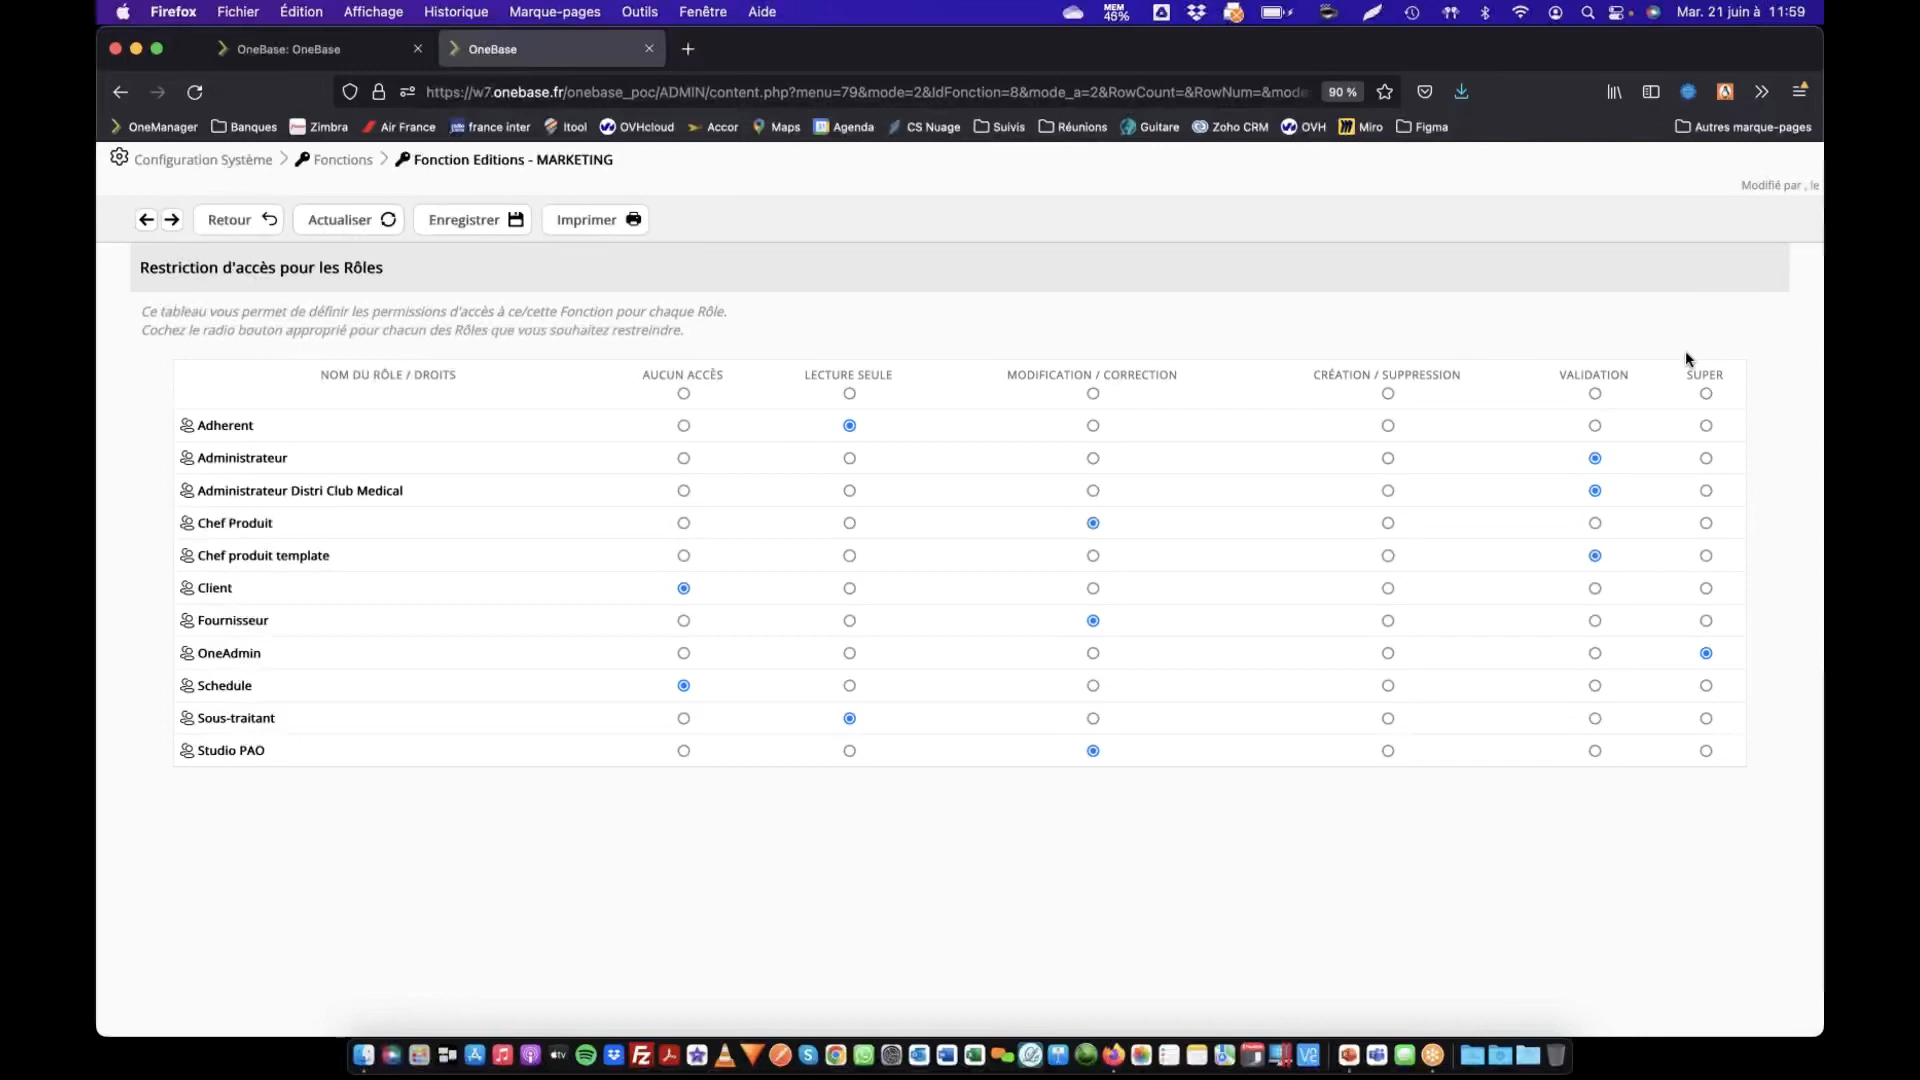 Firefox Fichier Édition Affichage Historique Marque-pages Outils Fenêtre Aide MEM 45% Mar. 21 juin à 11:59
OneBase: OneBase OneBase
https://w7.onebase.fr/onebase_poc/ADMIN/content.php?menu=79&mode=2&IdFonction=8&mode_a=2&RowCount=&RowNum=&mode 90 %
OneManager Banques Zimbra Air France france inter Itool OVHcloud Accor Maps Agenda CS Nuage Suivis Réunions Guitare Zoho CRM OVH Miro Figma Autres marque-pages
Configuration Système Fonctions Fonction Editions - MARKETING
Modifié par , le
Retour Actualiser Enregistrer Imprimer
Restriction d'accès pour les Rôles
Ce tableau vous permet de définir les permissions d'accès à ce/cette Fonction pour chaque Rôle.
Cochez le radio bouton approprié pour chacun des Rôles que vous souhaitez restreindre.
NOM DU RÔLE / DROITS AUCUN ACCÈS LECTURE SEULE MODIFICATION / CORRECTION CRÉATION / SUPPRESSION VALIDATION SUPER
Adherent
Administrateur
Administrateur Distri Club Medical
Chef Produit
Chef produit template
Client
Fournisseur
OneAdmin
Schedule
Sous-traitant
Studio PAO